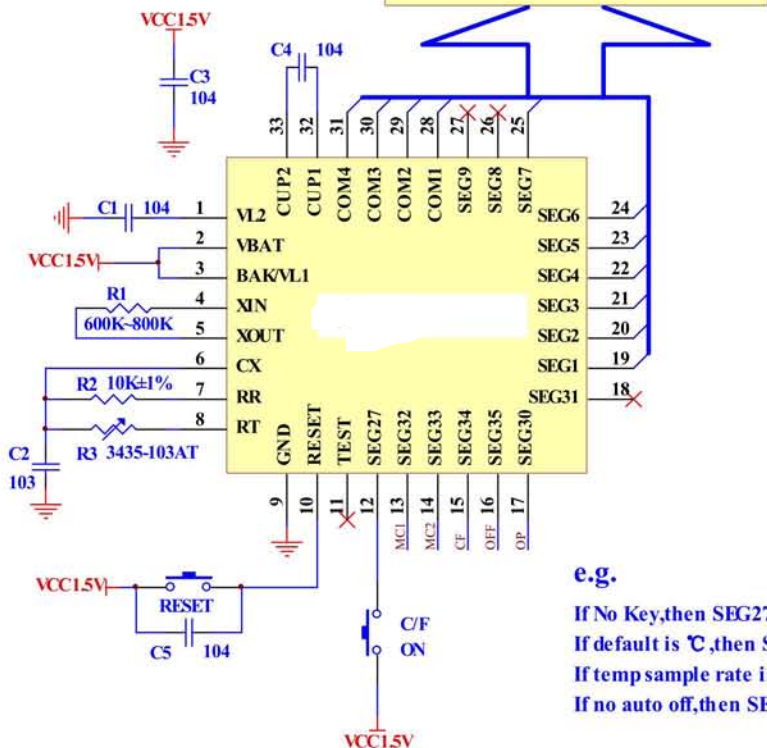 VCC1.5V
C3
104
C4
104
33
32
31
30
29
28
27
26
25
CUP2
CUP1
COM4
COM3
COM2
COM1
SEG9
SEG8
SEG7
C1 104
1 VL2
2 VBAT
VCC1.5V
3 BAK/VL1
R1
600K~800K
4 XIN
5 XOUT
6 CX
R2 10K±1%
7 RR
8 RT
R3 3435-103AT
C2
103
SEG6 24
SEG5 23
SEG4 22
SEG3 21
SEG2 20
SEG1 19
SEG31 18
GND
RESET
TEST
SEG27
SEG32
SEG33
SEG34
SEG35
SEG30
9
10
11
12
13
14
15
16
17
MC1
MC2
CF
OFF
OP
VCC1.5V
RESET
C5 104
C/F
ON
VCC1.5V
e.g.
If No Key,then SEG27
If default is ℃,then S
If temp sample rate i
If no auto off,then SE